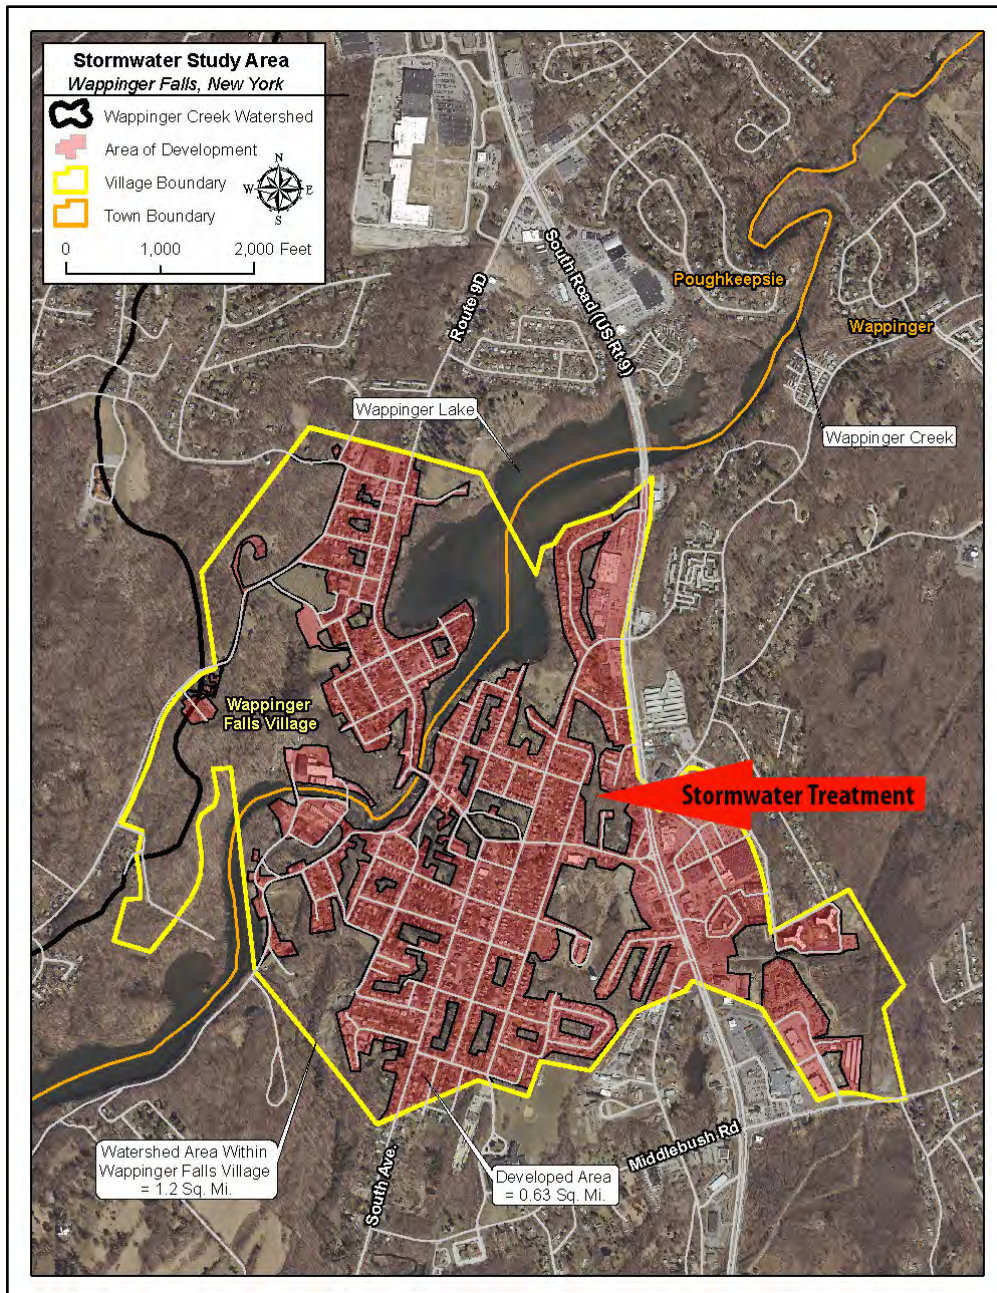 Stormwater Study Area
Wappinger Falls, New York
Wappinger Creek Watershed
Area of Development
Village Boundary
Town Boundary
N
W E
S
0 1,000 2,000 Feet
Route 9D
South Road (US Rt 9)
Poughkeepsie
Wappinger
Wappinger Lake
Wappinger Creek
Wappinger
Falls Village
Stormwater Treatment
Watershed Area Within
Wappinger Falls Village
= 1.2 Sq. Mi.
South Ave.
Developed Area
= 0.63 Sq. Mi.
Middlebush Rd